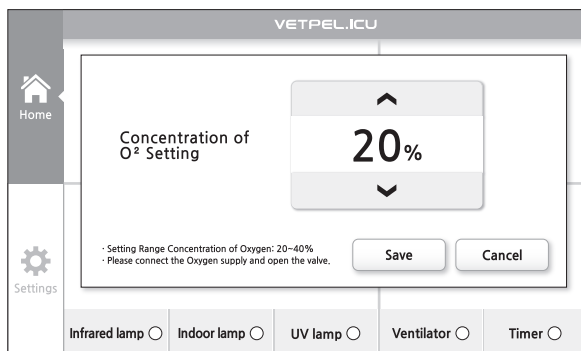 VETPEL.ICU
Home
Concentration of
O² Setting
20%
· Setting Range Concentration of Oxygen: 20~40%
· Please connect the Oxygen supply and open the valve.
Save
Cancel
Settings
Infrared lamp
Indoor lamp
UV lamp
Ventilator
Timer